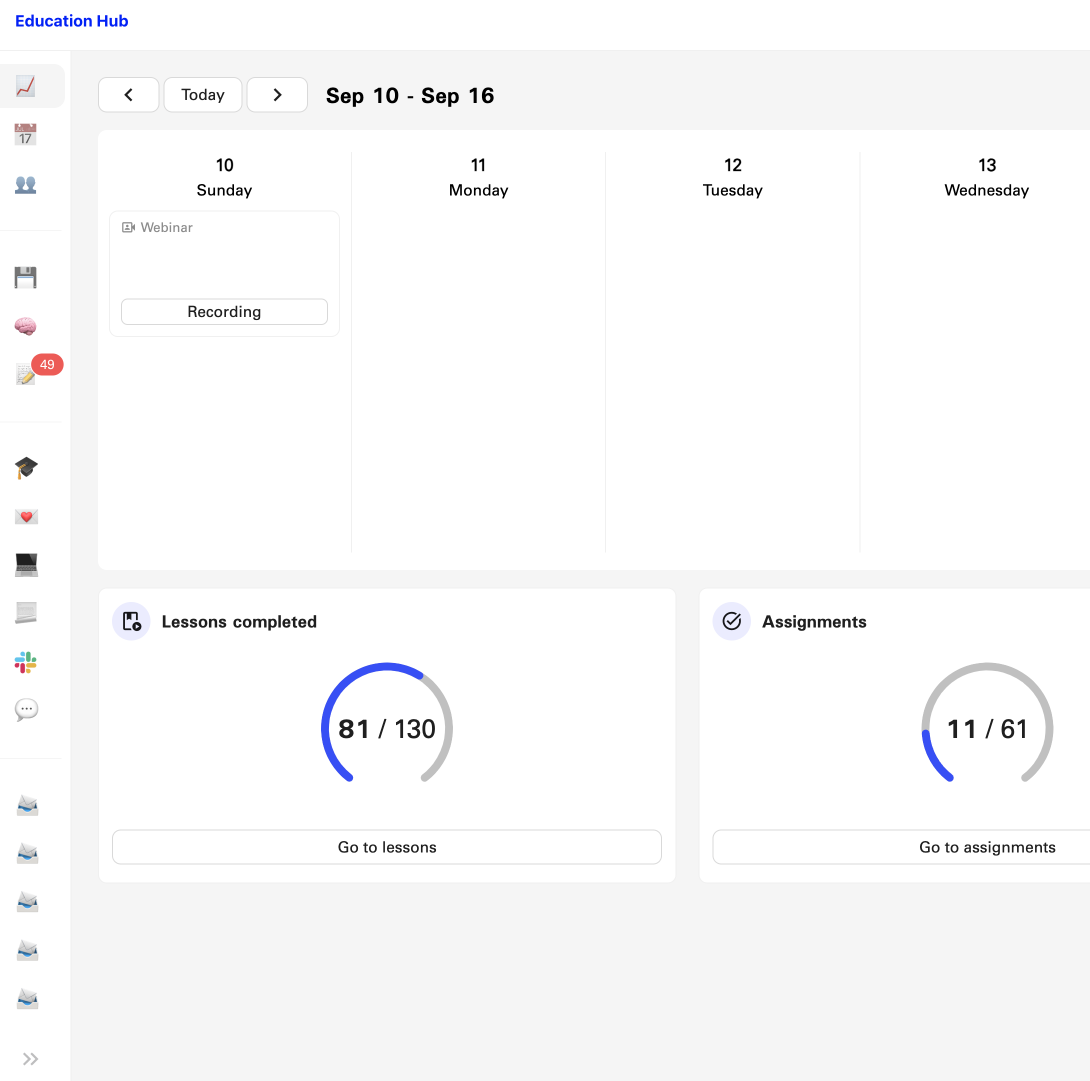 Education Hub
Today
Sep 10 - Sep 16
17
10
Sunday
11
Monday
12
Tuesday
13
Wednesday
Webinar
Recording
49
Lessons completed
81 / 130
Go to lessons
Assignments
11 / 61
Go to assignments